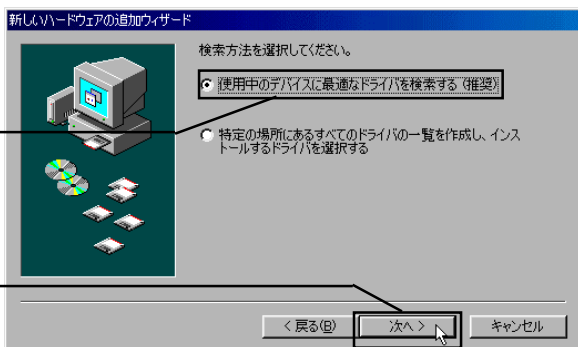 新しいハードウェアの追加ウィザード
検索方法を選択してください。
使用中のデバイスに最適なドライバを検索する (推奨)
特定の場所にあるすべてのドライバの一覧を作成し、インス
トールするドライバを選択する
< 戻る(B)
次へ >
キャンセル